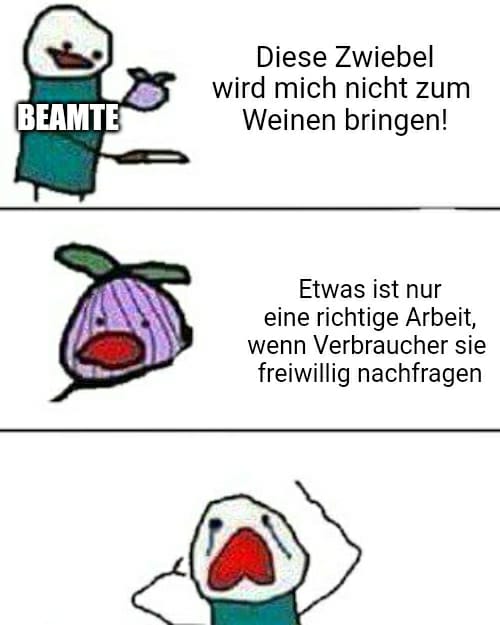 Diese Zwiebel
wird mich nicht zum
Weinen bringen!
BEAMTE
Etwas ist nur
eine richtige Arbeit,
wenn Verbraucher sie
freiwillig nachfragen